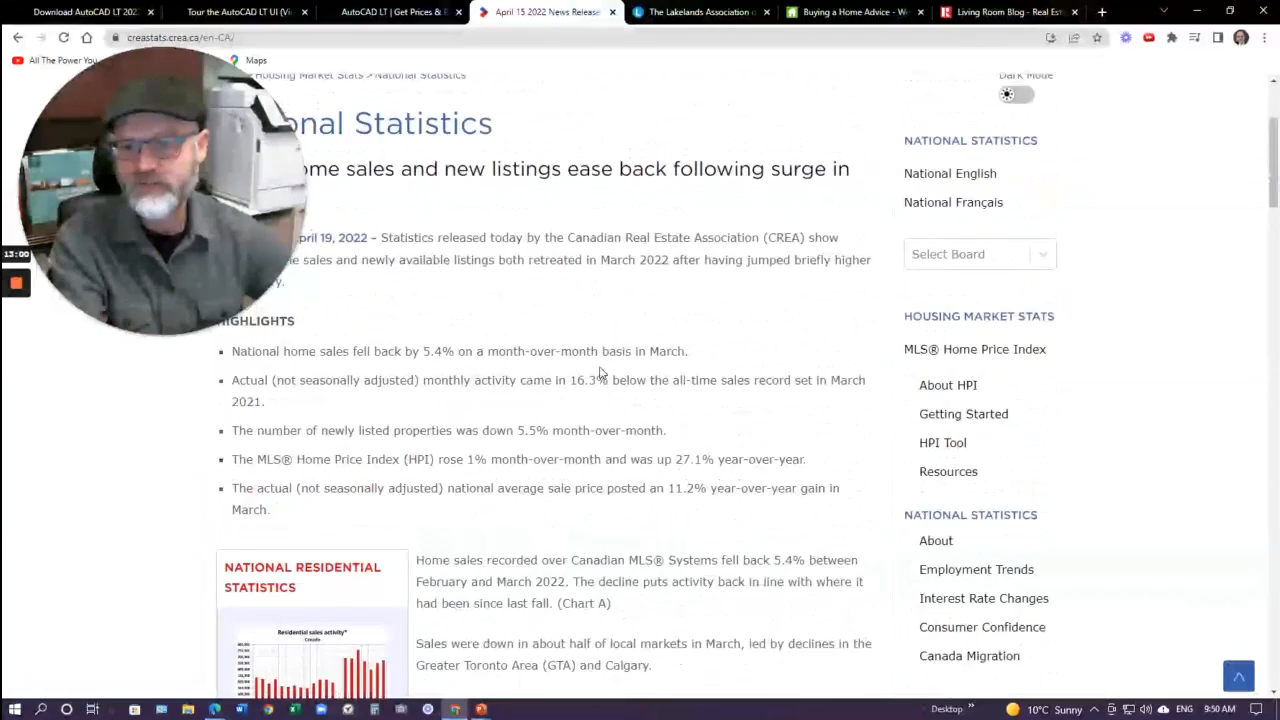 Download AutoCAD LT 2022
Tour the AutoCAD LT UI (Vi
AutoCAD LT | Get Prices & B
April 15 2022 News Release
The Lakelands Association o
Buying a Home Advice - W
Living Room Blog - Real Est
creastats.crea.ca/en-CA/
All The Power You
Maps
Housing Market Stats > National Statistics
Dark Mode
onal Statistics
ome sales and new listings ease back following surge in
pril 19, 2022 – Statistics released today by the Canadian Real Estate Association (CREA) show
e sales and newly available listings both retreated in March 2022 after having jumped briefly higher
y.
HIGHLIGHTS
National home sales fell back by 5.4% on a month-over-month basis in March.
Actual (not seasonally adjusted) monthly activity came in 16.3% below the all-time sales record set in March
2021.
The number of newly listed properties was down 5.5% month-over-month.
The MLS® Home Price Index (HPI) rose 1% month-over-month and was up 27.1% year-over-year.
The actual (not seasonally adjusted) national average sale price posted an 11.2% year-over-year gain in
March.
NATIONAL RESIDENTIAL
STATISTICS
Residential sales activity*
Canada
Home sales recorded over Canadian MLS® Systems fell back 5.4% between
February and March 2022. The decline puts activity back in line with where it
had been since last fall. (Chart A)
Sales were down in about half of local markets in March, led by declines in the
Greater Toronto Area (GTA) and Calgary.
NATIONAL STATISTICS
National English
National Français
Select Board
HOUSING MARKET STATS
MLS® Home Price Index
About HPI
Getting Started
HPI Tool
Resources
NATIONAL STATISTICS
About
Employment Trends
Interest Rate Changes
Consumer Confidence
Canada Migration
13:00
Desktop
10°C Sunny
ENG
9:50 AM